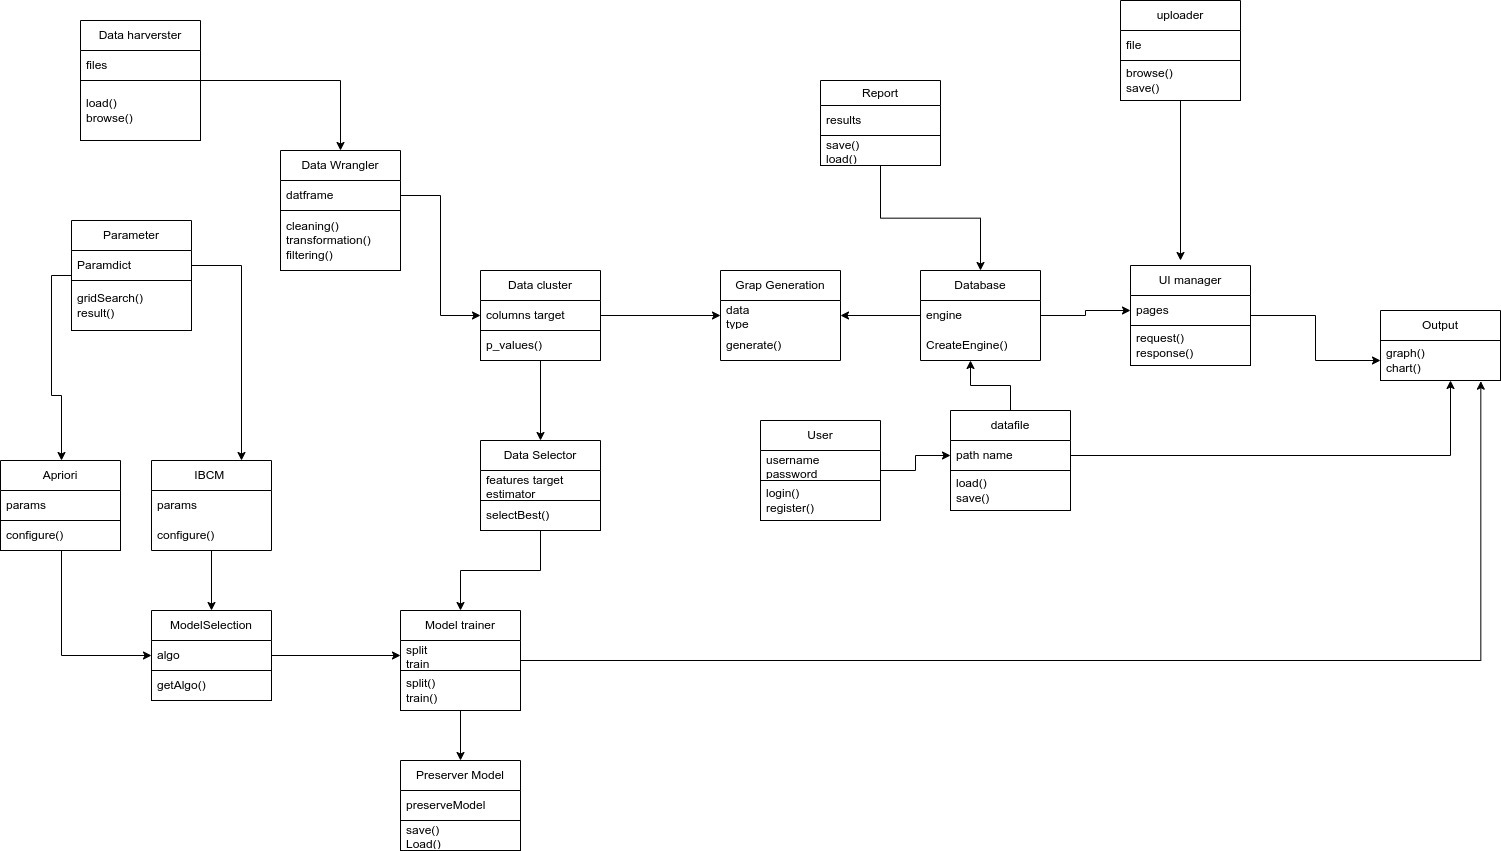 Data harverster
files
load()
browse()
uploader
file
browse()
save()
Report
results
save()
load()
Data Wrangler
datframe
cleaning()
transformation()
filtering()
Parameter
Paramdict
gridSearch()
result()
Data cluster
columns target
p_values()
Grap Generation
data
type
generate()
Database
engine
CreateEngine()
UI manager
pages
request()
response()
Output
graph()
chart()
User
username
password
login()
register()
datafile
path name
load()
save()
Apriori
params
configure()
IBCM
params
configure()
Data Selector
features target
estimator
selectBest()
ModelSelection
algo
getAlgo()
Model trainer
split
train
split()
train()
Preserver Model
preserveModel
save()
Load()